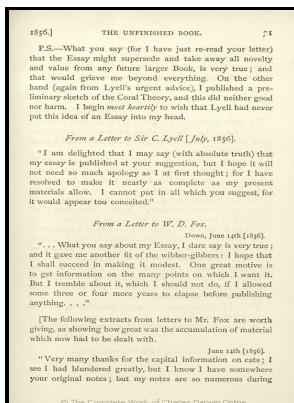 1856.] THE UNFINISHED BOOK. 71
P.S.—What you say (for I have just re-read your letter)
that the Essay might supersede and take away all novelty
and value from any future larger Book, is very true; and
that would grieve me beyond everything. On the other
hand (again from Lyell's urgent advice), I published a pre-
liminary sketch of the Coral Theory, and this did neither good
nor harm. I begin most heartily to wish that Lyell had never
put this idea of an Essay into my head.
From a Letter to Sir C. Lyell [July, 1856].
"I am delighted that I may say (with absolute truth) that
my essay is published at your suggestion, but I hope it will
not need so much apology as I at first thought; for I have
resolved to make it nearly as complete as my present
materials allow. I cannot put in all which you suggest, for
it would appear too conceited."
From a Letter to W. D. Fox.
Down, June 14th [1856].
"... What you say about my Essay, I dare say is very true;
and it gave me another fit of the wibber-gibbers: I hope that
I shall succeed in making it modest. One great motive is
to get information on the many points on which I want it.
But I tremble about it, which I should not do, if I allowed
some three or four more years to elapse before publishing
anything. . . ."
[The following extracts from letters to Mr. Fox are worth
giving, as showing how great was the accumulation of material
which now had to be dealt with.
June 14th [1856].
"Very many thanks for the capital information on cats; I
see I had blundered greatly, but I know I have somewhere
your original notes; but my notes are so numerous during
© The Complete Work of Charles Darwin Online